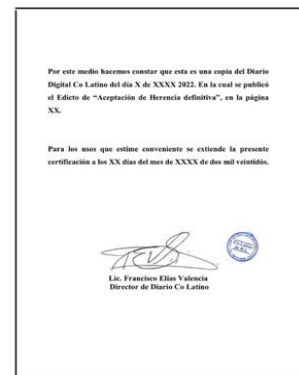 Por este medio hacemos constar que esta es una copia del Diario
Digital Co Latino del día X de XXXX 2022. En la cual se publicó
el Edicto de “Aceptación de Herencia definitiva”, en la página
XX.
Para los usos que estime conveniente se extiende la presente
certificación a los XX días del mes de XXXX de dos mil veintidós.
Lic. Francisco Elías Valencia
Director de Diario Co Latino